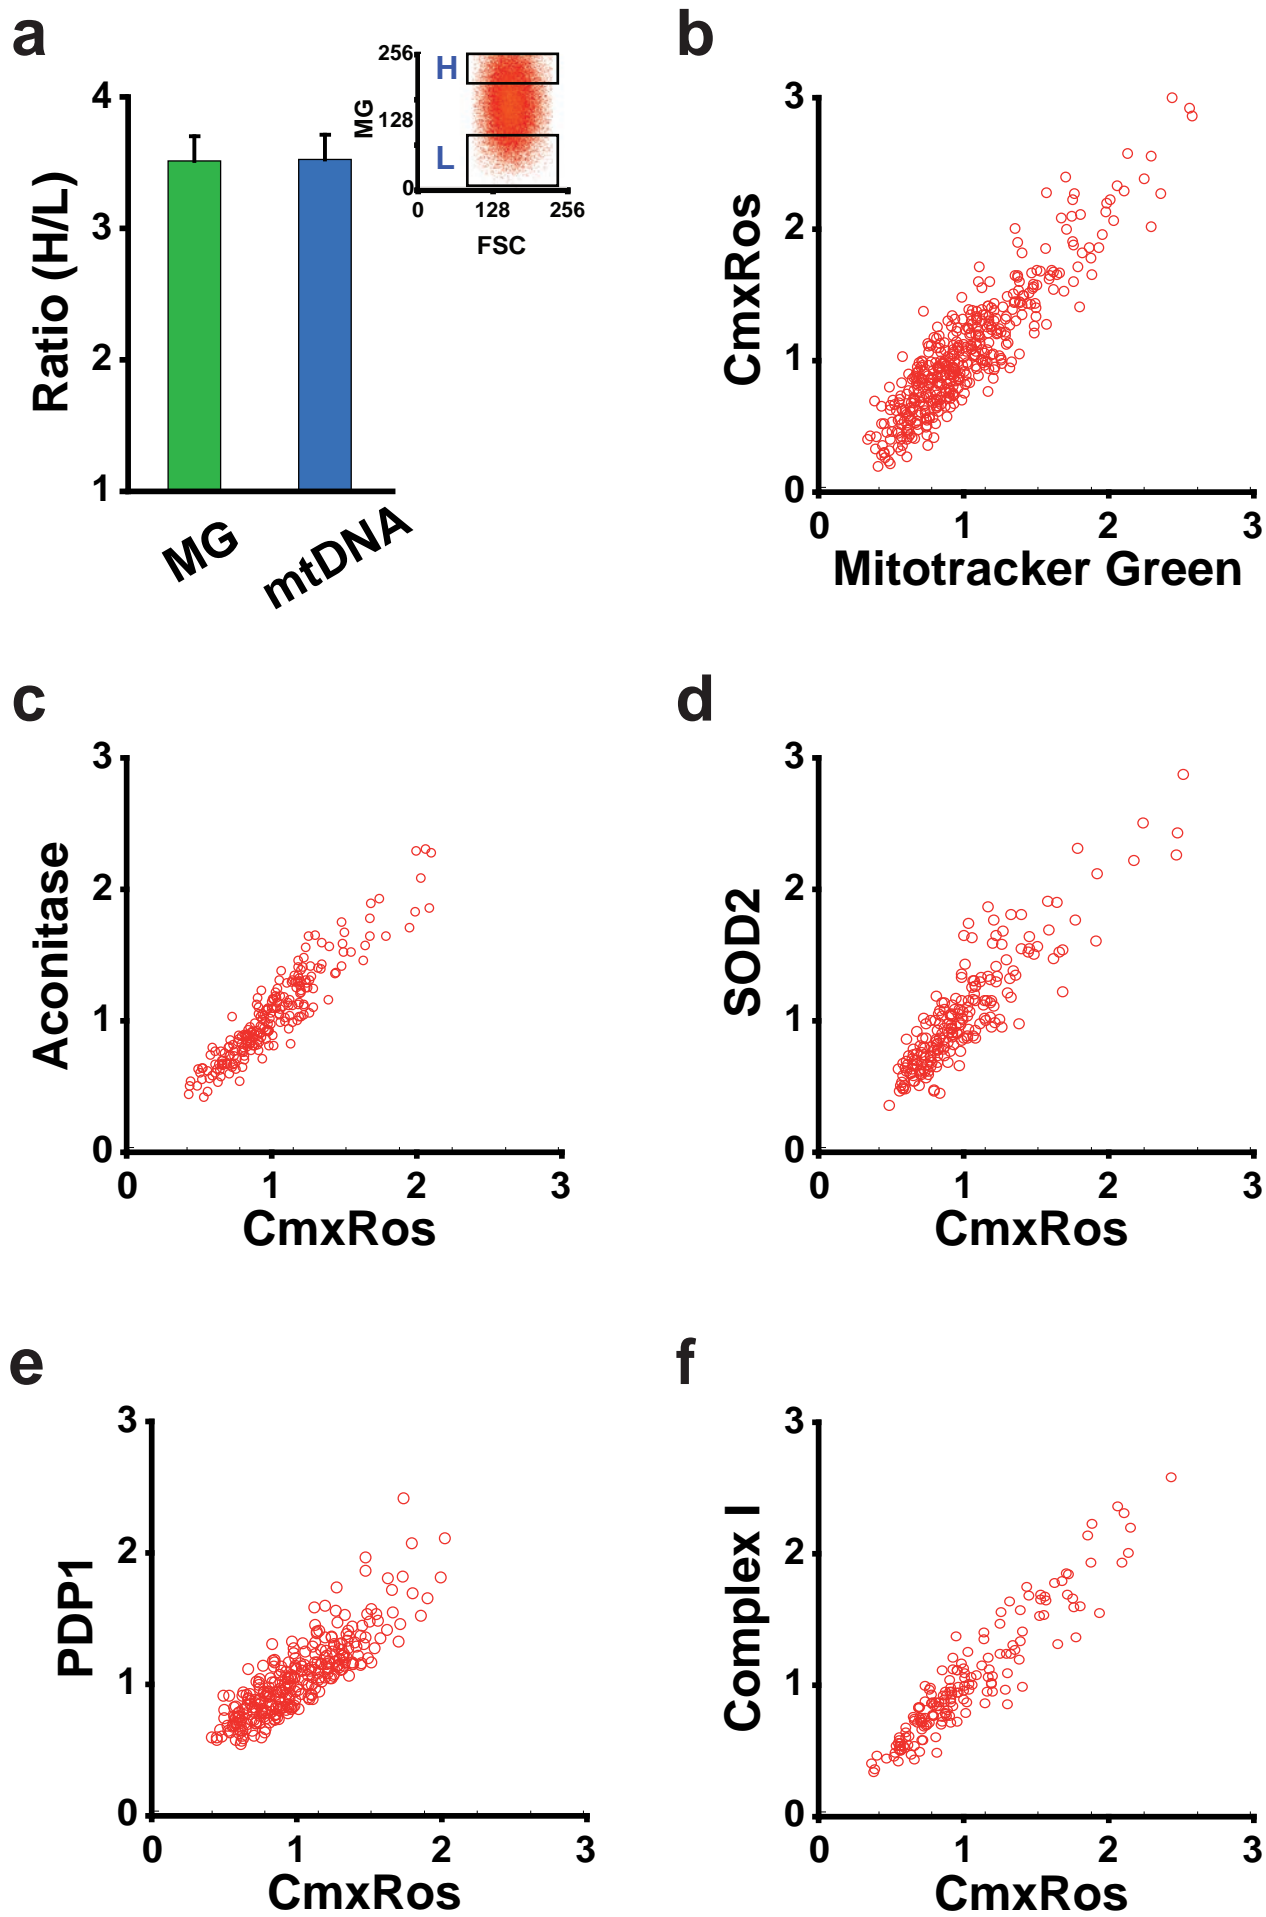 a
Ratio (H/L)
4
3
2
1
MG
mtDNA
MG
256
128
0
H
L
0 128 256
FSC
b
CmxRos
3
2
1
0
0 1 2 3
Mitotracker Green
c
Aconitase
3
2
1
0
0 1 2 3
CmxRos
d
SOD2
3
2
1
0
0 1 2 3
CmxRos
e
PDP1
3
2
1
0
0 1 2 3
CmxRos
f
Complex I
3
2
1
0
0 1 2 3
CmxRos